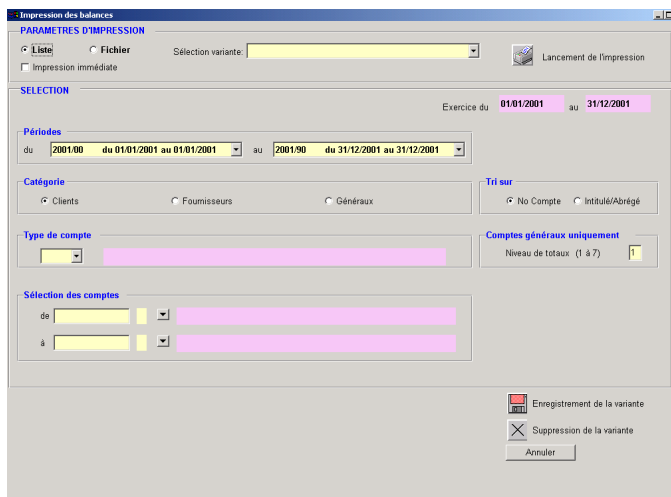 Impression des balances
PARAMETRES D'IMPRESSION
Liste Fichier Sélection variante: Lancement de l'impression
Impression immédiate
SELECTION
Exercice du 01/01/2001 au 31/12/2001
Périodes
du 2001/00 du 01/01/2001 au 01/01/2001 au 2001/90 du 31/12/2001 au 31/12/2001
Catégorie Tri sur
Clients Fournisseurs Généraux No Compte Intitulé/Abrégé
Type de compte Comptes généraux uniquement
Niveau de totaux (1 à 7) 1
Sélection des comptes
de
à
Enregistrement de la variante
Suppression de la variante
Annuler